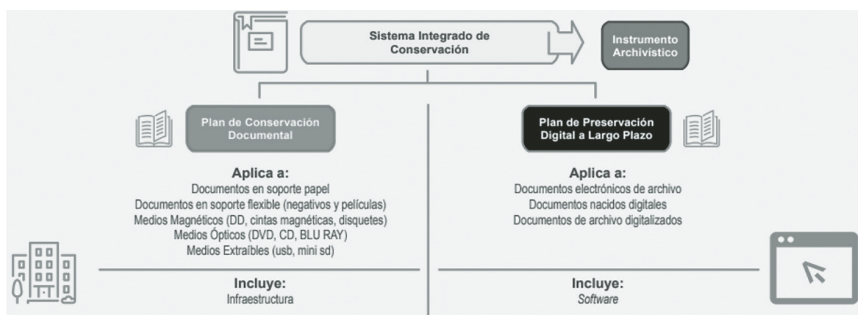 Sistema Integrado de
Conservación
Instrumento
Archivístico
Plan de Conservación
Documental
Aplica a:
Documentos en soporte papel
Documentos en soporte flexible (negativos y películas)
Medios Magnéticos (DD, cintas magnéticas, disquetes)
Medios Ópticos (DVD, CD, BLU RAY)
Medios Extraíbles (usb, mini sd)
Incluye:
Infraestructura
Plan de Preservación
Digital a Largo Plazo
Aplica a:
Documentos electrónicos de archivo
Documentos nacidos digitales
Documentos de archivo digitalizados
Incluye:
Software